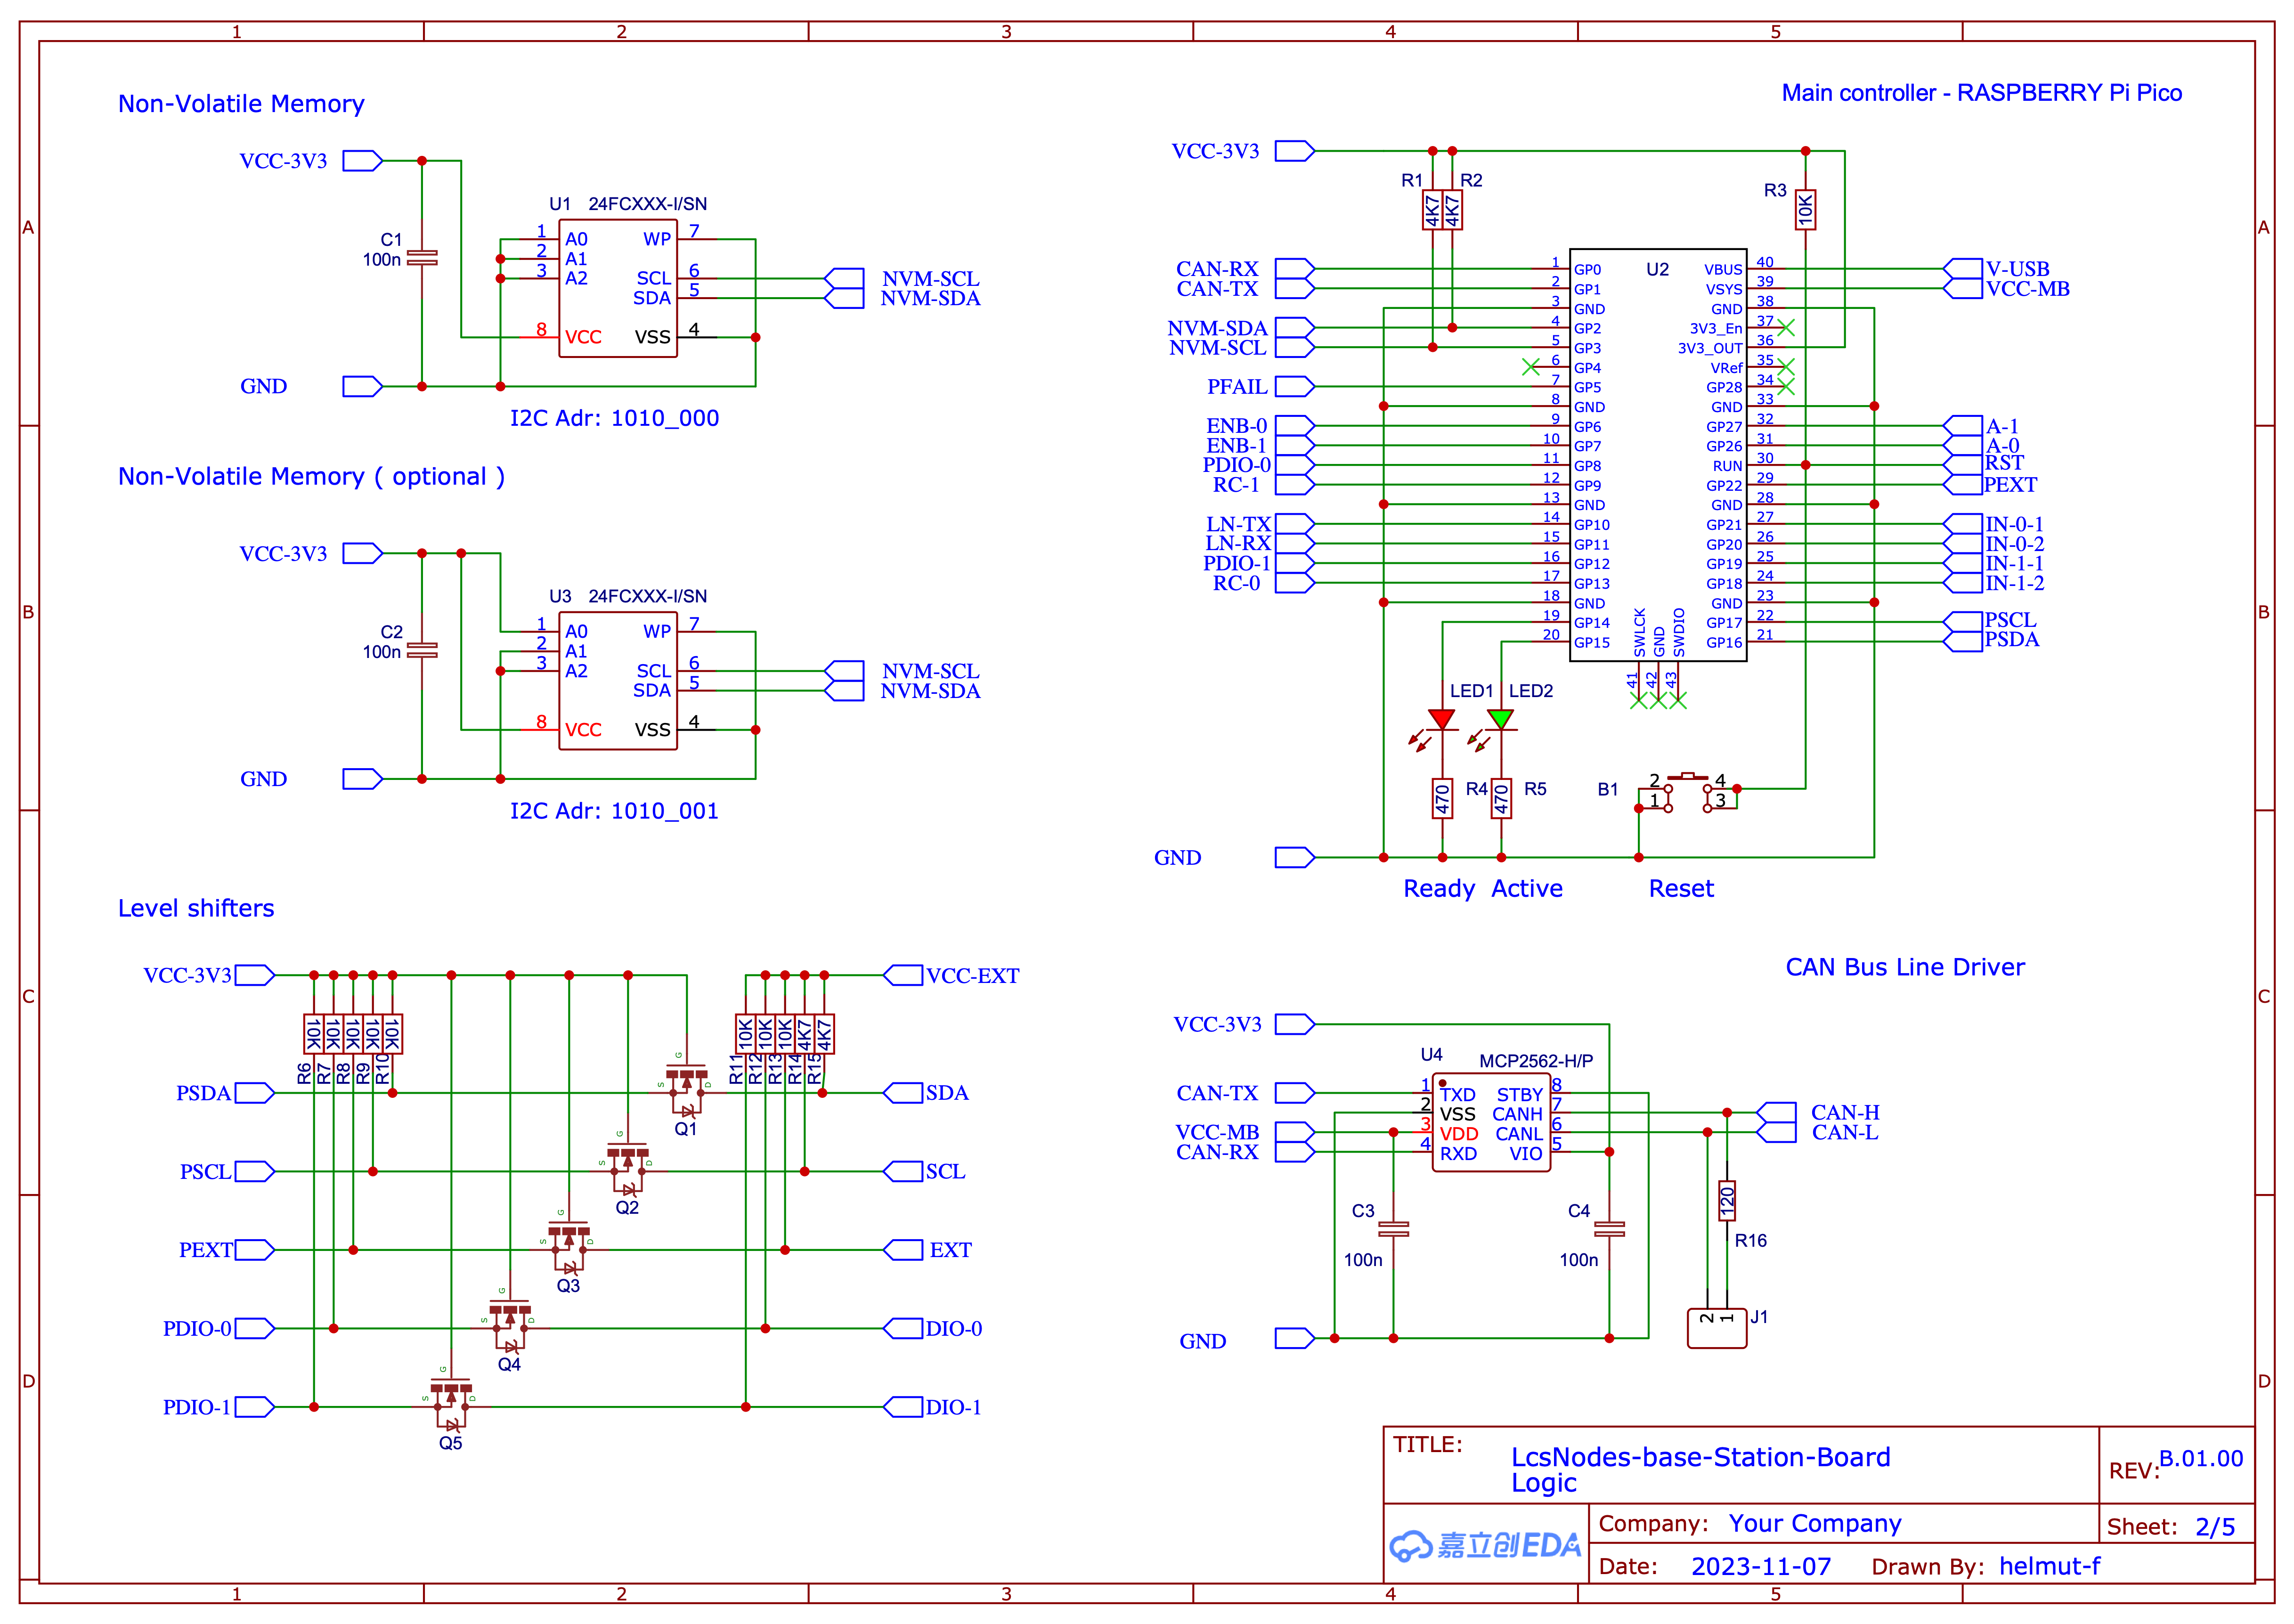 1 2 3 4 5
Non-Volatile Memory
VCC-3V3
U1 24FCXXX-I/SN
C1
100n
1 A0 WP 7
2 A1
3 A2 SCL 6
SDA 5
8 VCC VSS 4
NVM-SCL
NVM-SDA
GND
I2C Adr: 1010_000
Non-Volatile Memory ( optional )
VCC-3V3
U3 24FCXXX-I/SN
C2
100n
1 A0 WP 7
2 A1
3 A2 SCL 6
SDA 5
8 VCC VSS 4
NVM-SCL
NVM-SDA
GND
I2C Adr: 1010_001
Level shifters
VCC-3V3
VCC-EXT
10K 10K 10K 10K 10K
R6 R7 R8 R9 R10
10K 10K 10K 4K7 4K7
R11 R12 R13 R14 R15
PSDA
G S D
Q1
SDA
PSCL
G S D
Q2
SCL
PEXT
G S D
Q3
EXT
PDIO-0
G S D
Q4
DIO-0
PDIO-1
G S D
Q5
DIO-1
Main controller - RASPBERRY Pi Pico
VCC-3V3
R1 R2
4K7 4K7
R3
10K
U2
CAN-RX 1 GP0 VBUS 40 V-USB
CAN-TX 2 GP1 VSYS 39 VCC-MB
3 GND GND 38
NVM-SDA 4 GP2 3V3_En 37
NVM-SCL 5 GP3 3V3_OUT 36
6 GP4 VRef 35
PFAIL 7 GP5 GP28 34
8 GND GND 33
ENB-0 9 GP6 GP27 32 A-1
ENB-1 10 GP7 GP26 31 A-0
PDIO-0 11 GP8 RUN 30 RST
RC-1 12 GP9 GP22 29 PEXT
13 GND GND 28
LN-TX 14 GP10 GP21 27 IN-0-1
LN-RX 15 GP11 GP20 26 IN-0-2
PDIO-1 16 GP12 GP19 25 IN-1-1
RC-0 17 GP13 GP18 24 IN-1-2
18 GND GND 23
19 GP14 GP17 22 PSCL
20 GP15 GP16 21 PSDA
SWLCK GND SWDIO
41 42 43
LED1 LED2
470 R4 470 R5
B1
2 4
1 3
GND
Ready Active Reset
CAN Bus Line Driver
VCC-3V3
U4 MCP2562-H/P
CAN-TX 1 TXD STBY 8
2 VSS CANH 7 CAN-H
VCC-MB 3 VDD CANL 6 CAN-L
CAN-RX 4 RXD VIO 5
C3
100n
C4
100n
120
R16
2 1 J1
GND
TITLE:
LcsNodes-base-Station-Board
Logic
REV: B.01.00
嘉立创EDA
Company: Your Company
Sheet: 2/5
Date: 2023-11-07 Drawn By: helmut-f
A B C D
A B C D
1 2 3 4 5